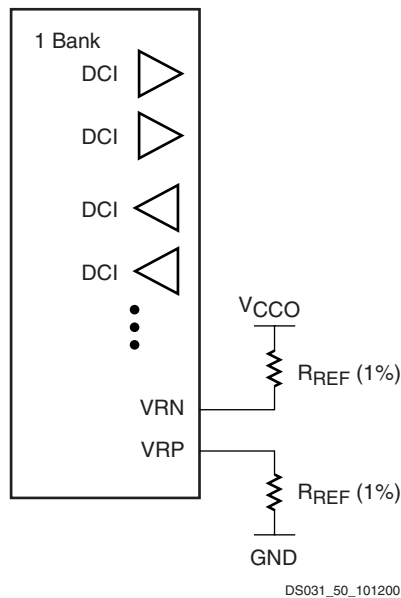 1 Bank
DCI
DCI
DCI
DCI
VCCO
RREF (1%)
VRN
VRP
RREF (1%)
GND
DS031_50_101200